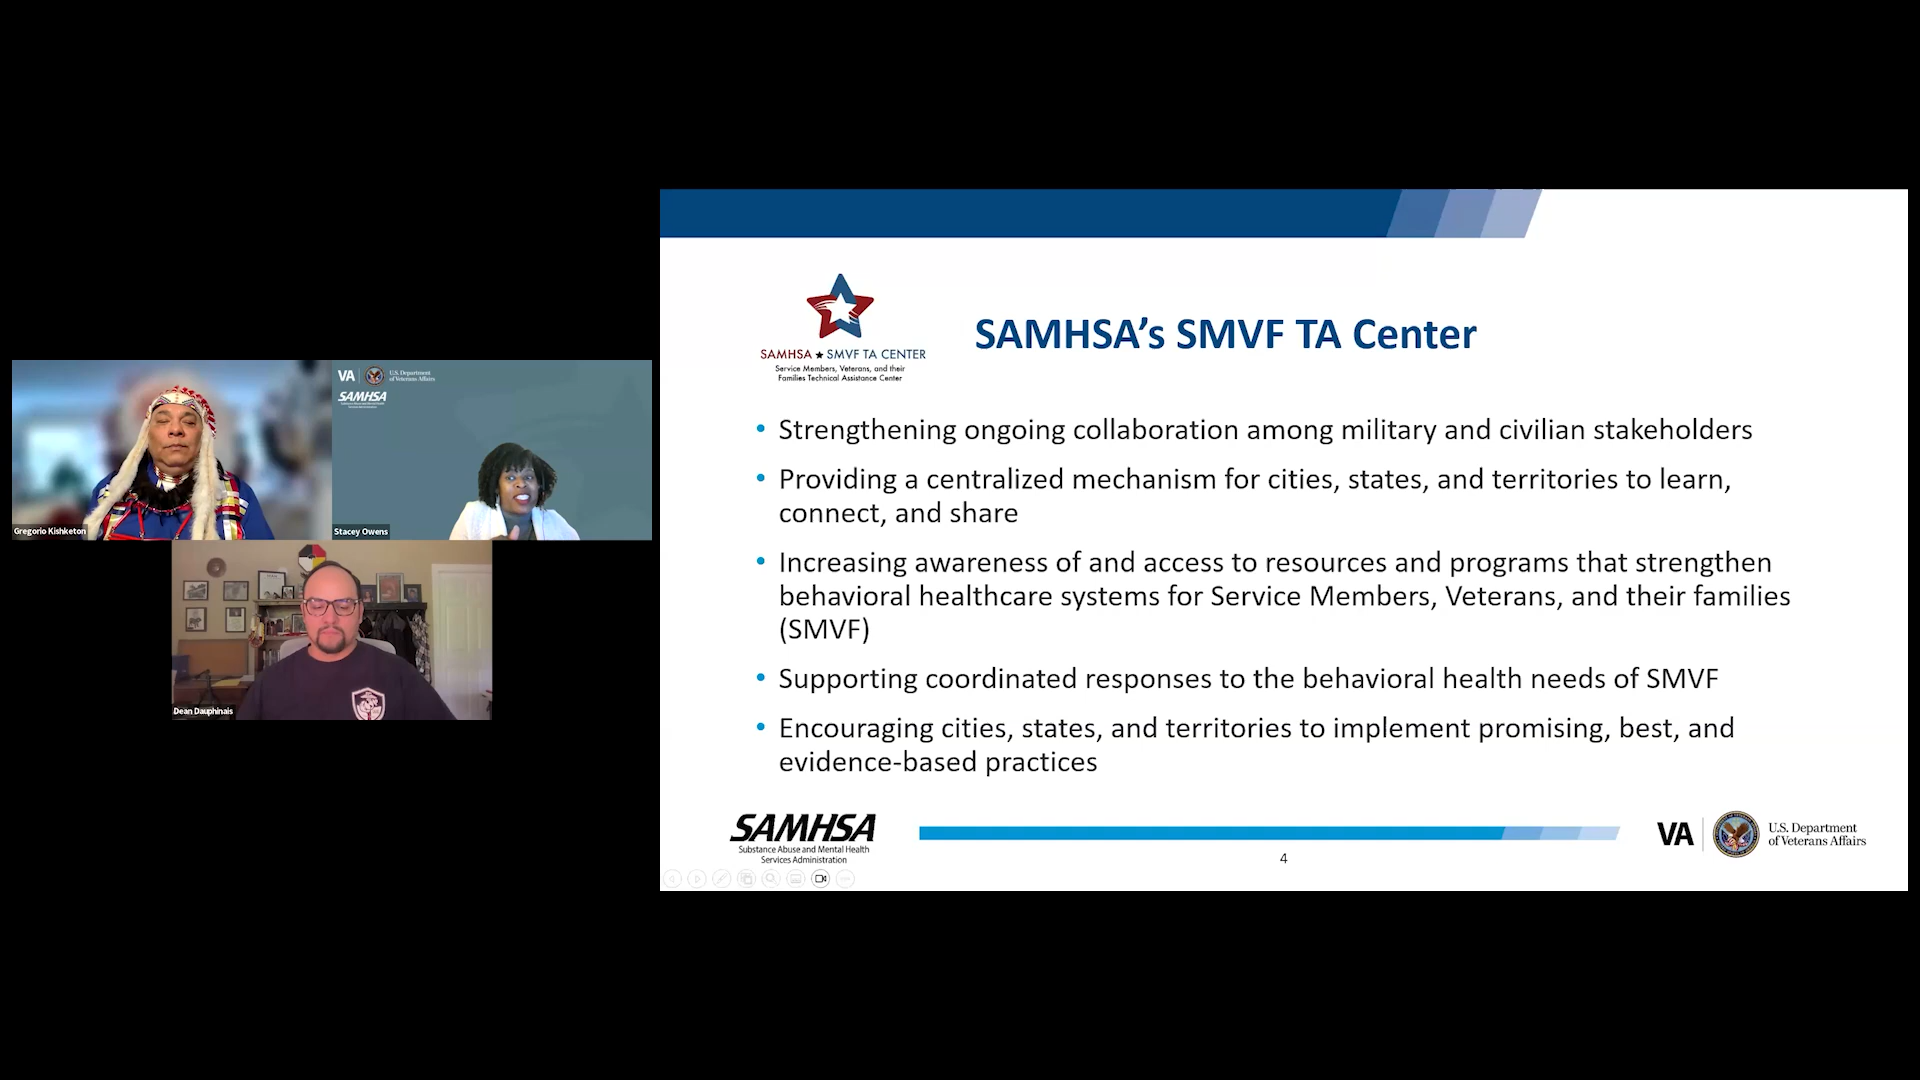 VA
U.S. Department
of Veterans Affairs
SAMHSA
Gregorio Kishketon
Stacey Owens
Dean Dauphinais
SAMHSA ★ SMVF TA CENTER
Service Members, Veterans, and their
Families Technical Assistance Center
SAMHSA’s SMVF TA Center
• Strengthening ongoing collaboration among military and civilian stakeholders
• Providing a centralized mechanism for cities, states, and territories to learn,
connect, and share
• Increasing awareness of and access to resources and programs that strengthen
behavioral healthcare systems for Service Members, Veterans, and their families
(SMVF)
• Supporting coordinated responses to the behavioral health needs of SMVF
• Encouraging cities, states, and territories to implement promising, best, and
evidence-based practices
SAMHSA
Substance Abuse and Mental Health
Services Administration
4
VA
U.S. Department
of Veterans Affairs